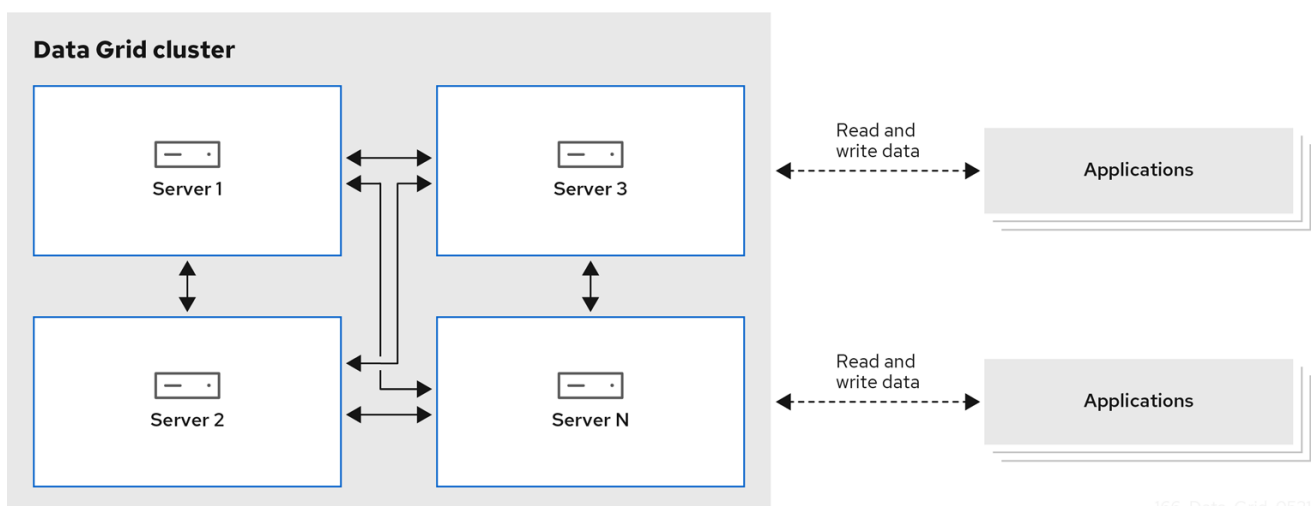 Data Grid cluster
Server 1
Server 3
Read and
write data
Applications
Server 2
Server N
Read and
write data
Applications